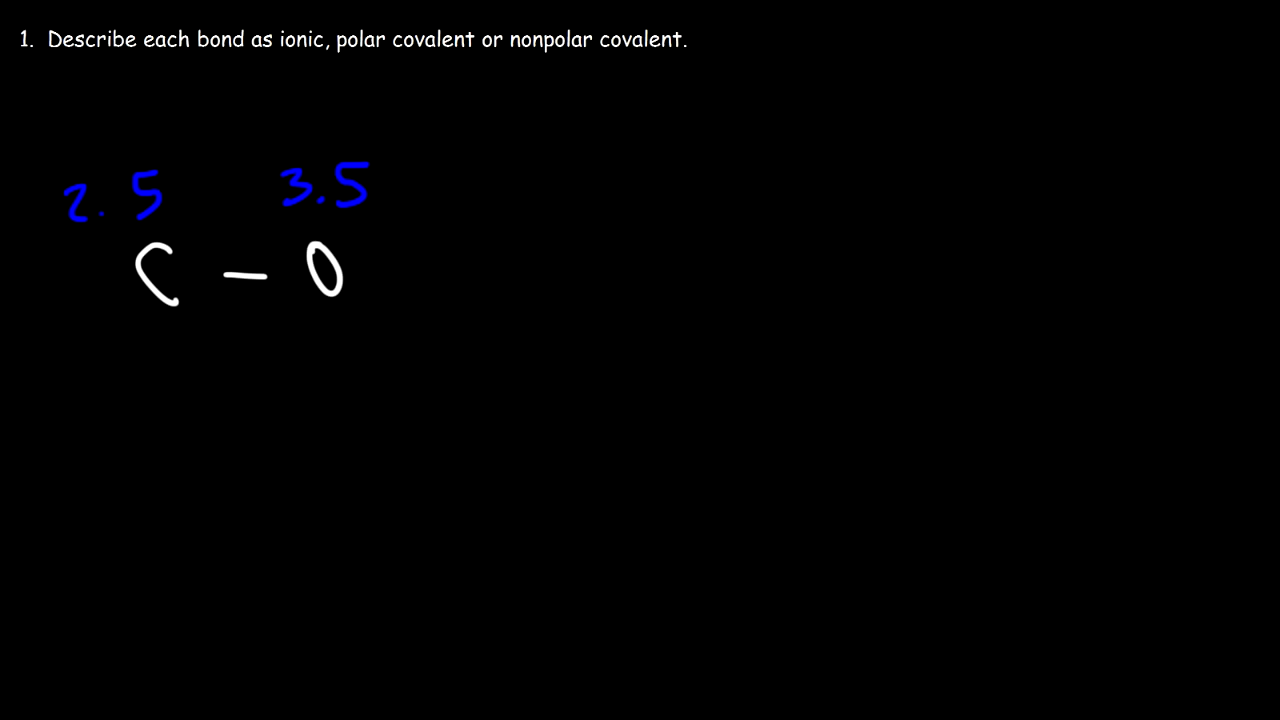 1. Describe each bond as ionic, polar covalent or nonpolar covalent.
2.5 3.5
C - O